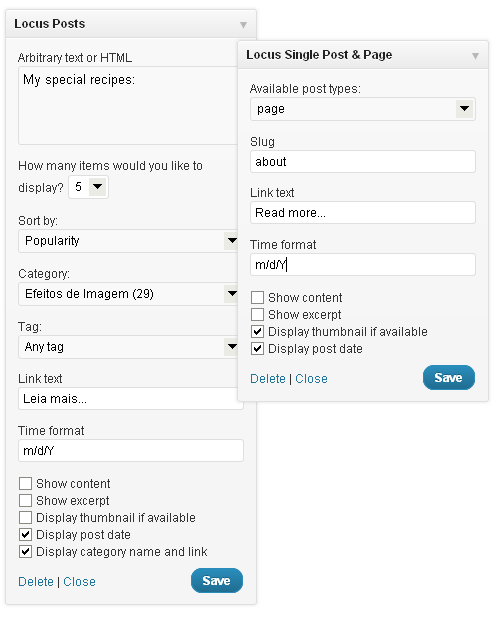 Locus Posts
Arbitrary text or HTML
My special recipes:
How many items would you like to
display? 5
Sort by:
Popularity
Category:
Efeitos de Imagem (29)
Tag:
Any tag
Link text
Leia mais...
Time format
m/d/Y
Show content
Show excerpt
Display thumbnail if available
Display post date
Display category name and link
Delete | Close
Save
Locus Single Post & Page
Available post types:
page
Slug
about
Link text
Read more...
Time format
m/d/Y
Show content
Show excerpt
Display thumbnail if available
Display post date
Delete | Close
Save